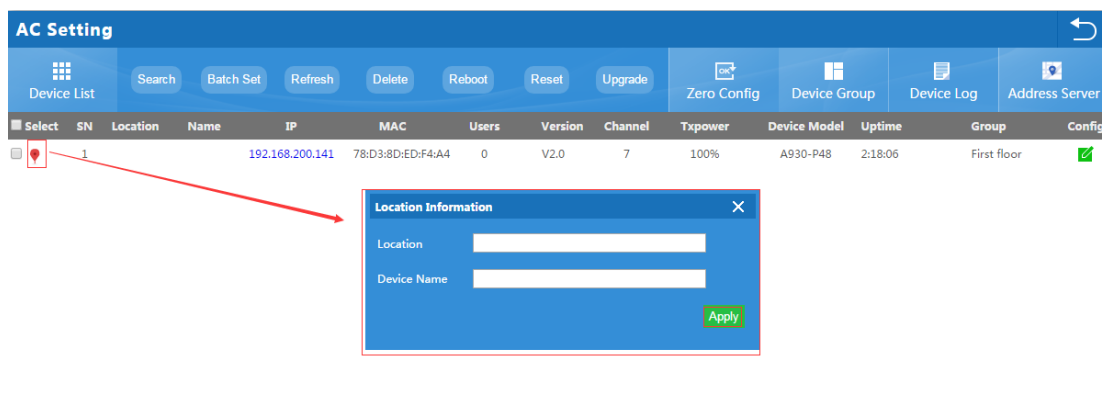 AC Setting
Device List Search Batch Set Refresh Delete Reboot Reset Upgrade Zero Config Device Group Device Log Address Server
Select SN Location Name IP MAC Users Version Channel Txpower Device Model Uptime Group Config
1 192.168.200.141 78:D3:8D:ED:F4:A4 0 V2.0 7 100% A930-P48 2:18:06 First floor
Location Information
Location
Device Name
Apply